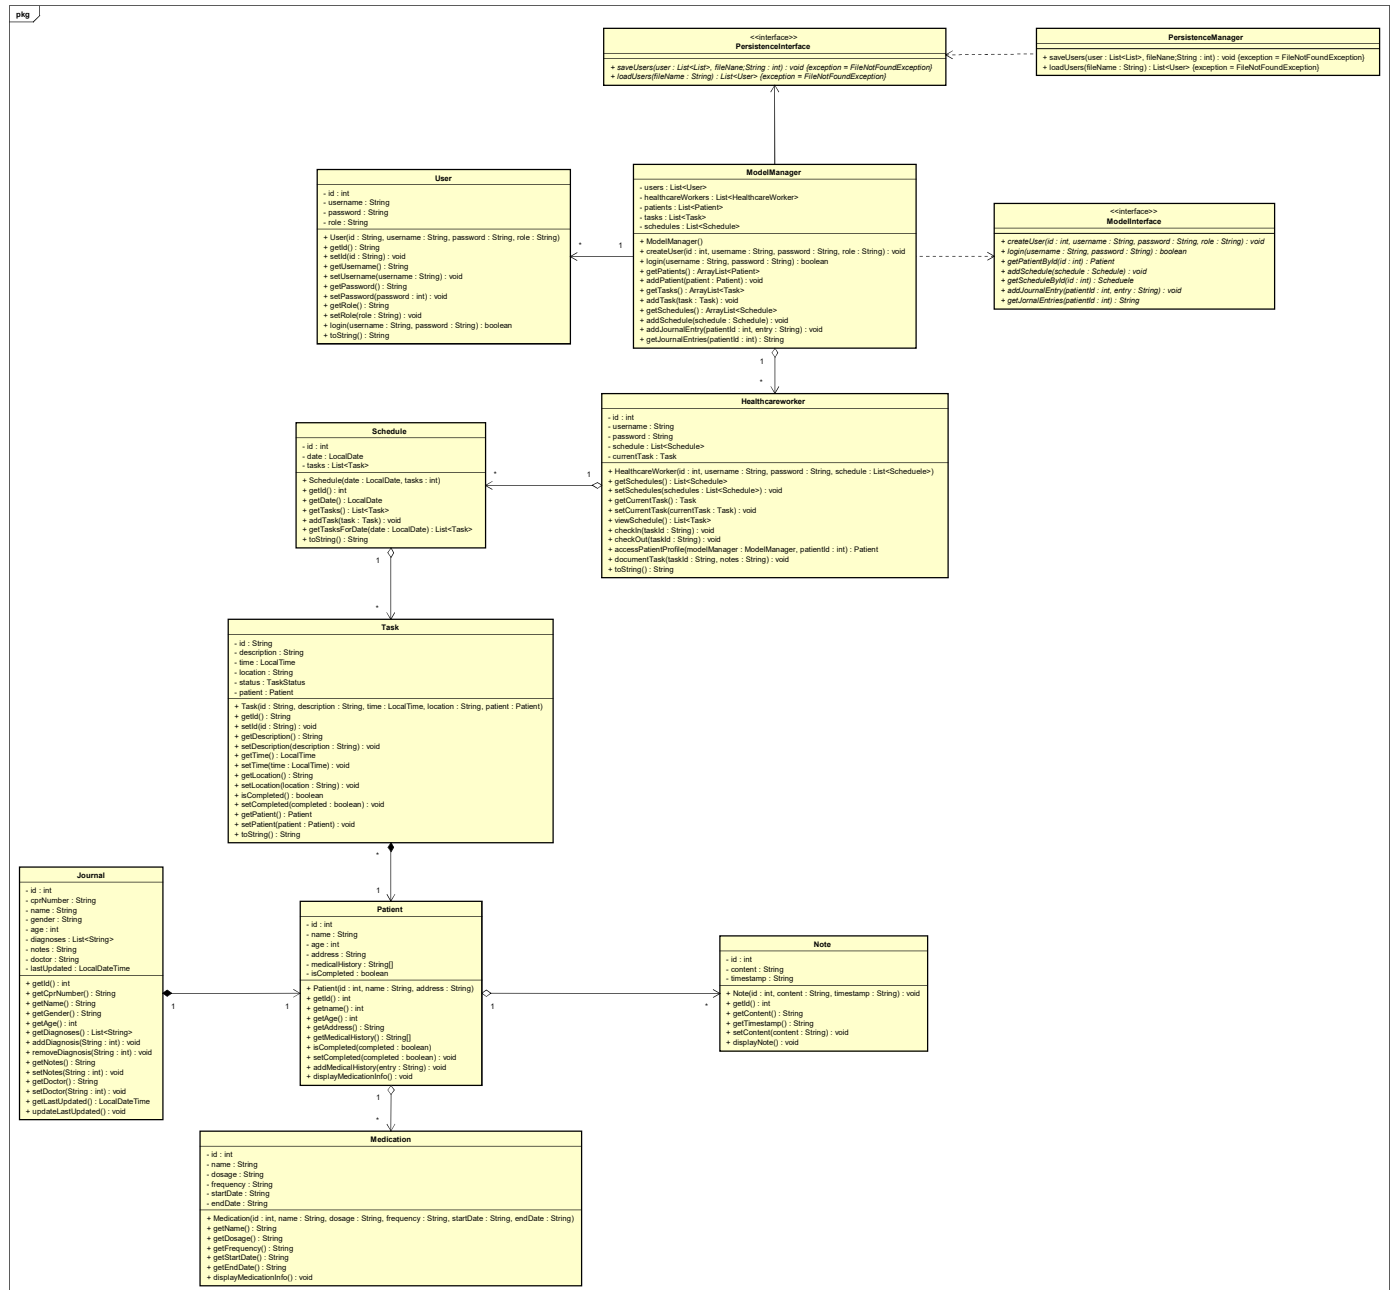 pkg
<<interface>>
PersistenceInterface
+ saveUsers(user : List<List>, fileNane;String : int) : void {exception = FileNotFoundException}
+ loadUsers(fileName : String) : List<User> {exception = FileNotFoundException}
PersistenceManager
+ saveUsers(user : List<List>, fileNane;String : int) : void {exception = FileNotFoundException}
+ loadUsers(fileName : String) : List<User> {exception = FileNotFoundException}
User
- id : int
- username : String
- password : String
- role : String
+ User(id : String, username : String, password : String, role : String)
+ getId() : String
+ setId(id : String) : void
+ getUsername() : String
+ setUsername(username : String) : void
+ getPassword() : String
+ setPassword(password : int) : void
+ getRole() : String
+ setRole(role : String) : void
+ login(username : String, password : String) : boolean
+ toString() : String
*
1
ModelManager
- users : List<User>
- healthcareWorkers : List<HealthcareWorker>
- patients : List<Patient>
- tasks : List<Task>
- schedules : List<Schedule>
+ ModelManager()
+ createUser(id : int, username : String, password : String, role : String) : void
+ login(username : String, password : String) : boolean
+ getPatients() : ArrayList<Patient>
+ addPatient(patient : Patient) : void
+ getTasks() : ArrayList<Task>
+ addTask(task : Task) : void
+ getSchedules() : ArrayList<Schedule>
+ addSchedule(schedule : Schedule) : void
+ addJournalEntry(patientId : int, entry : String) : void
+ getJournalEntries(patientId : int) : String
<<interface>>
ModelInterface
+ createUser(id : int, username : String, password : String, role : String) : void
+ login(username : String, password : String) : boolean
+ getPatientById(id : int) : Patient
+ addSchedule(schedule : Schedule) : void
+ getScheduleById(id : int) : Scheduele
+ addJournalEntry(patientId : int, entry : String) : void
+ getJornalEntries(patientId : int) : String
1
*
Healthcareworker
- id : int
- username : String
- password : String
- schedule : List<Schedule>
- currentTask : Task
+ HealthcareWorker(id : int, username : String, password : String, schedule : List<Scheduele>)
+ getSchedules() : List<Schedule>
+ setSchedules(schedules : List<Schedule>) : void
+ getCurrentTask() : Task
+ setCurrentTask(currentTask : Task) : void
+ viewSchedule() : List<Task>
+ checkIn(taskId : String) : void
+ checkOut(taskId : String) : void
+ accessPatientProfile(modelManager : ModelManager, patientId : int) : Patient
+ documentTask(taskId : String, notes : String) : void
+ toString() : String
*
1
Schedule
- id : int
- date : LocalDate
- tasks : List<Task>
+ Schedule(date : LocalDate, tasks : int)
+ getId() : int
+ getDate() : LocalDate
+ getTasks() : List<Task>
+ addTask(task : Task) : void
+ getTasksForDate(date : LocalDate) : List<Task>
+ toString() : String
1
*
Task
- id : String
- description : String
- time : LocalTime
- location : String
- status : TaskStatus
- patient : Patient
+ Task(id : String, description : String, time : LocalTime, location : String, patient : Patient)
+ getId() : String
+ setId(id : String) : void
+ getDescription() : String
+ setDescription(description : String) : void
+ getTime() : LocalTime
+ setTime(time : LocalTime) : void
+ getLocation() : String
+ setLocation(location : String) : void
+ isCompleted() : boolean
+ setCompleted(completed : boolean) : void
+ getPatient() : Patient
+ setPatient(patient : Patient) : void
+ toString() : String
*
1
Journal
- id : int
- cprNumber : String
- name : String
- gender : String
- age : int
- diagnoses : List<String>
- notes : String
- doctor : String
- lastUpdated : LocalDateTime
+ getId() : int
+ getCprNumber() : String
+ getName() : String
+ getGender() : String
+ getAge() : int
+ getDiagnoses() : List<String>
+ addDiagnosis(String : int) : void
+ removeDiagnosis(String : int) : void
+ getNotes() : String
+ setNotes(String : int) : void
+ getDoctor() : String
+ setDoctor(String : int) : void
+ getLastUpdated() : LocalDateTime
+ updateLastUpdated() : void
1
1
Patient
- id : int
- name : String
- age : int
- address : String
- medicalHistory : String[]
- isCompleted : boolean
+ Patient(id : int, name : String, address : String)
+ getId() : int
+ getname() : int
+ getAge() : int
+ getAddress() : String
+ getMedicalHistory() : String[]
+ isCompleted(completed : boolean)
+ setCompleted(completed : boolean) : void
+ addMedicalHistory(entry : String) : void
+ displayMedicationInfo() : void
1
*
Note
- id : int
- content : String
- timestamp : String
+ Note(id : int, content : String, timestamp : String) : void
+ getId() : int
+ getContent() : String
+ getTimestamp() : String
+ setContent(content : String) : void
+ displayNote() : void
1
*
Medication
- id : int
- name : String
- dosage : String
- frequency : String
- startDate : String
- endDate : String
+ Medication(id : int, name : String, dosage : String, frequency : String, startDate : String, endDate : String)
+ getName() : String
+ getDosage() : String
+ getFrequency() : String
+ getStartDate() : String
+ getEndDate() : String
+ displayMedicationInfo() : void